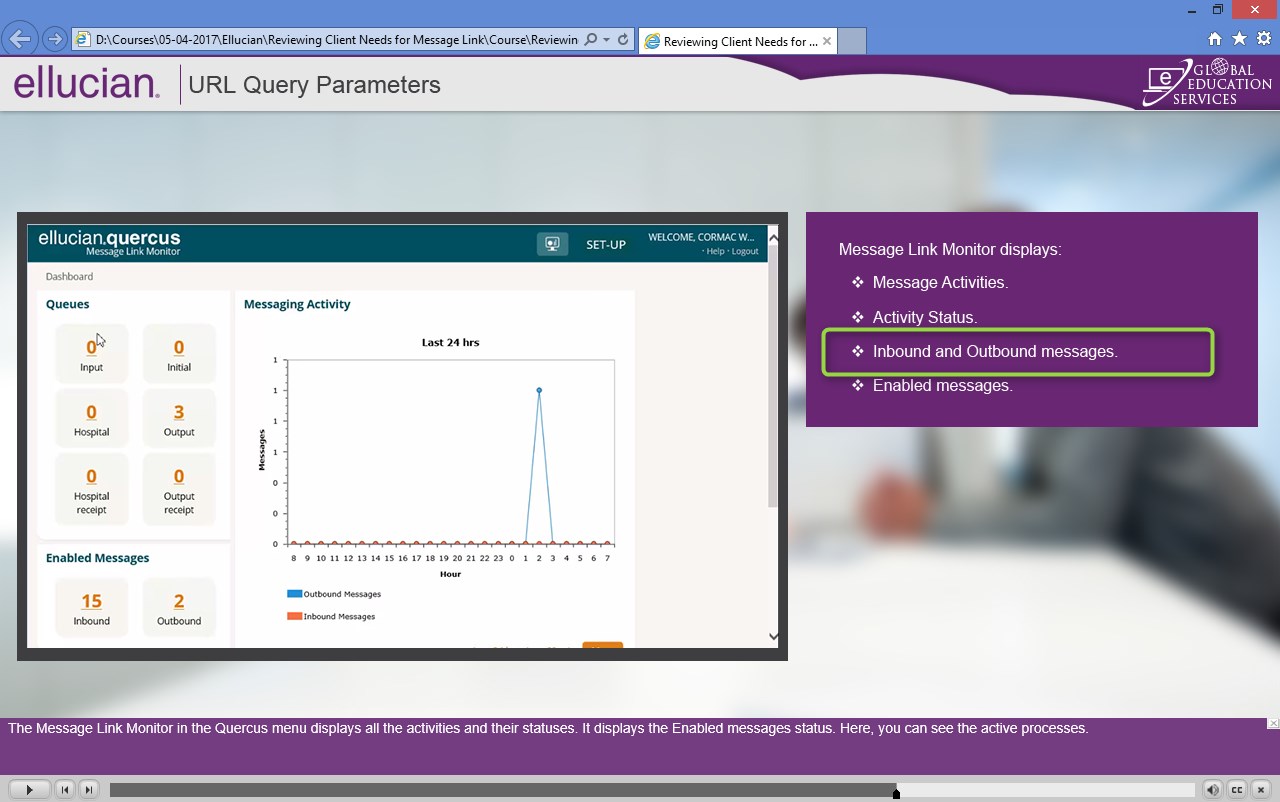 D:\Courses\05-04-2017\Ellucian\Reviewing Client Needs for Message Link\Course\Reviewin
Reviewing Client Needs for ...
ellucian.
URL Query Parameters
GLOBAL
EDUCATION
SERVICES
ellucian.quercus
Message Link Monitor
SET-UP
WELCOME, CORMAC W...
· Help · Logout
Dashboard
Queues
0
Input
0
Initial
0
Hospital
3
Output
0
Hospital
receipt
0
Output
receipt
Enabled Messages
15
Inbound
2
Outbound
Messaging Activity
Last 24 hrs
1
1
1
1
0
0
0
Messages
8 9 10 11 12 13 14 15 16 17 18 19 20 21 22 23 0 1 2 3 4 5 6 7
Hour
Outbound Messages
Inbound Messages
Message Link Monitor displays:
❖ Message Activities.
❖ Activity Status.
❖ Inbound and Outbound messages.
❖ Enabled messages.
The Message Link Monitor in the Quercus menu displays all the activities and their statuses. It displays the Enabled messages status. Here, you can see the active processes.
CC